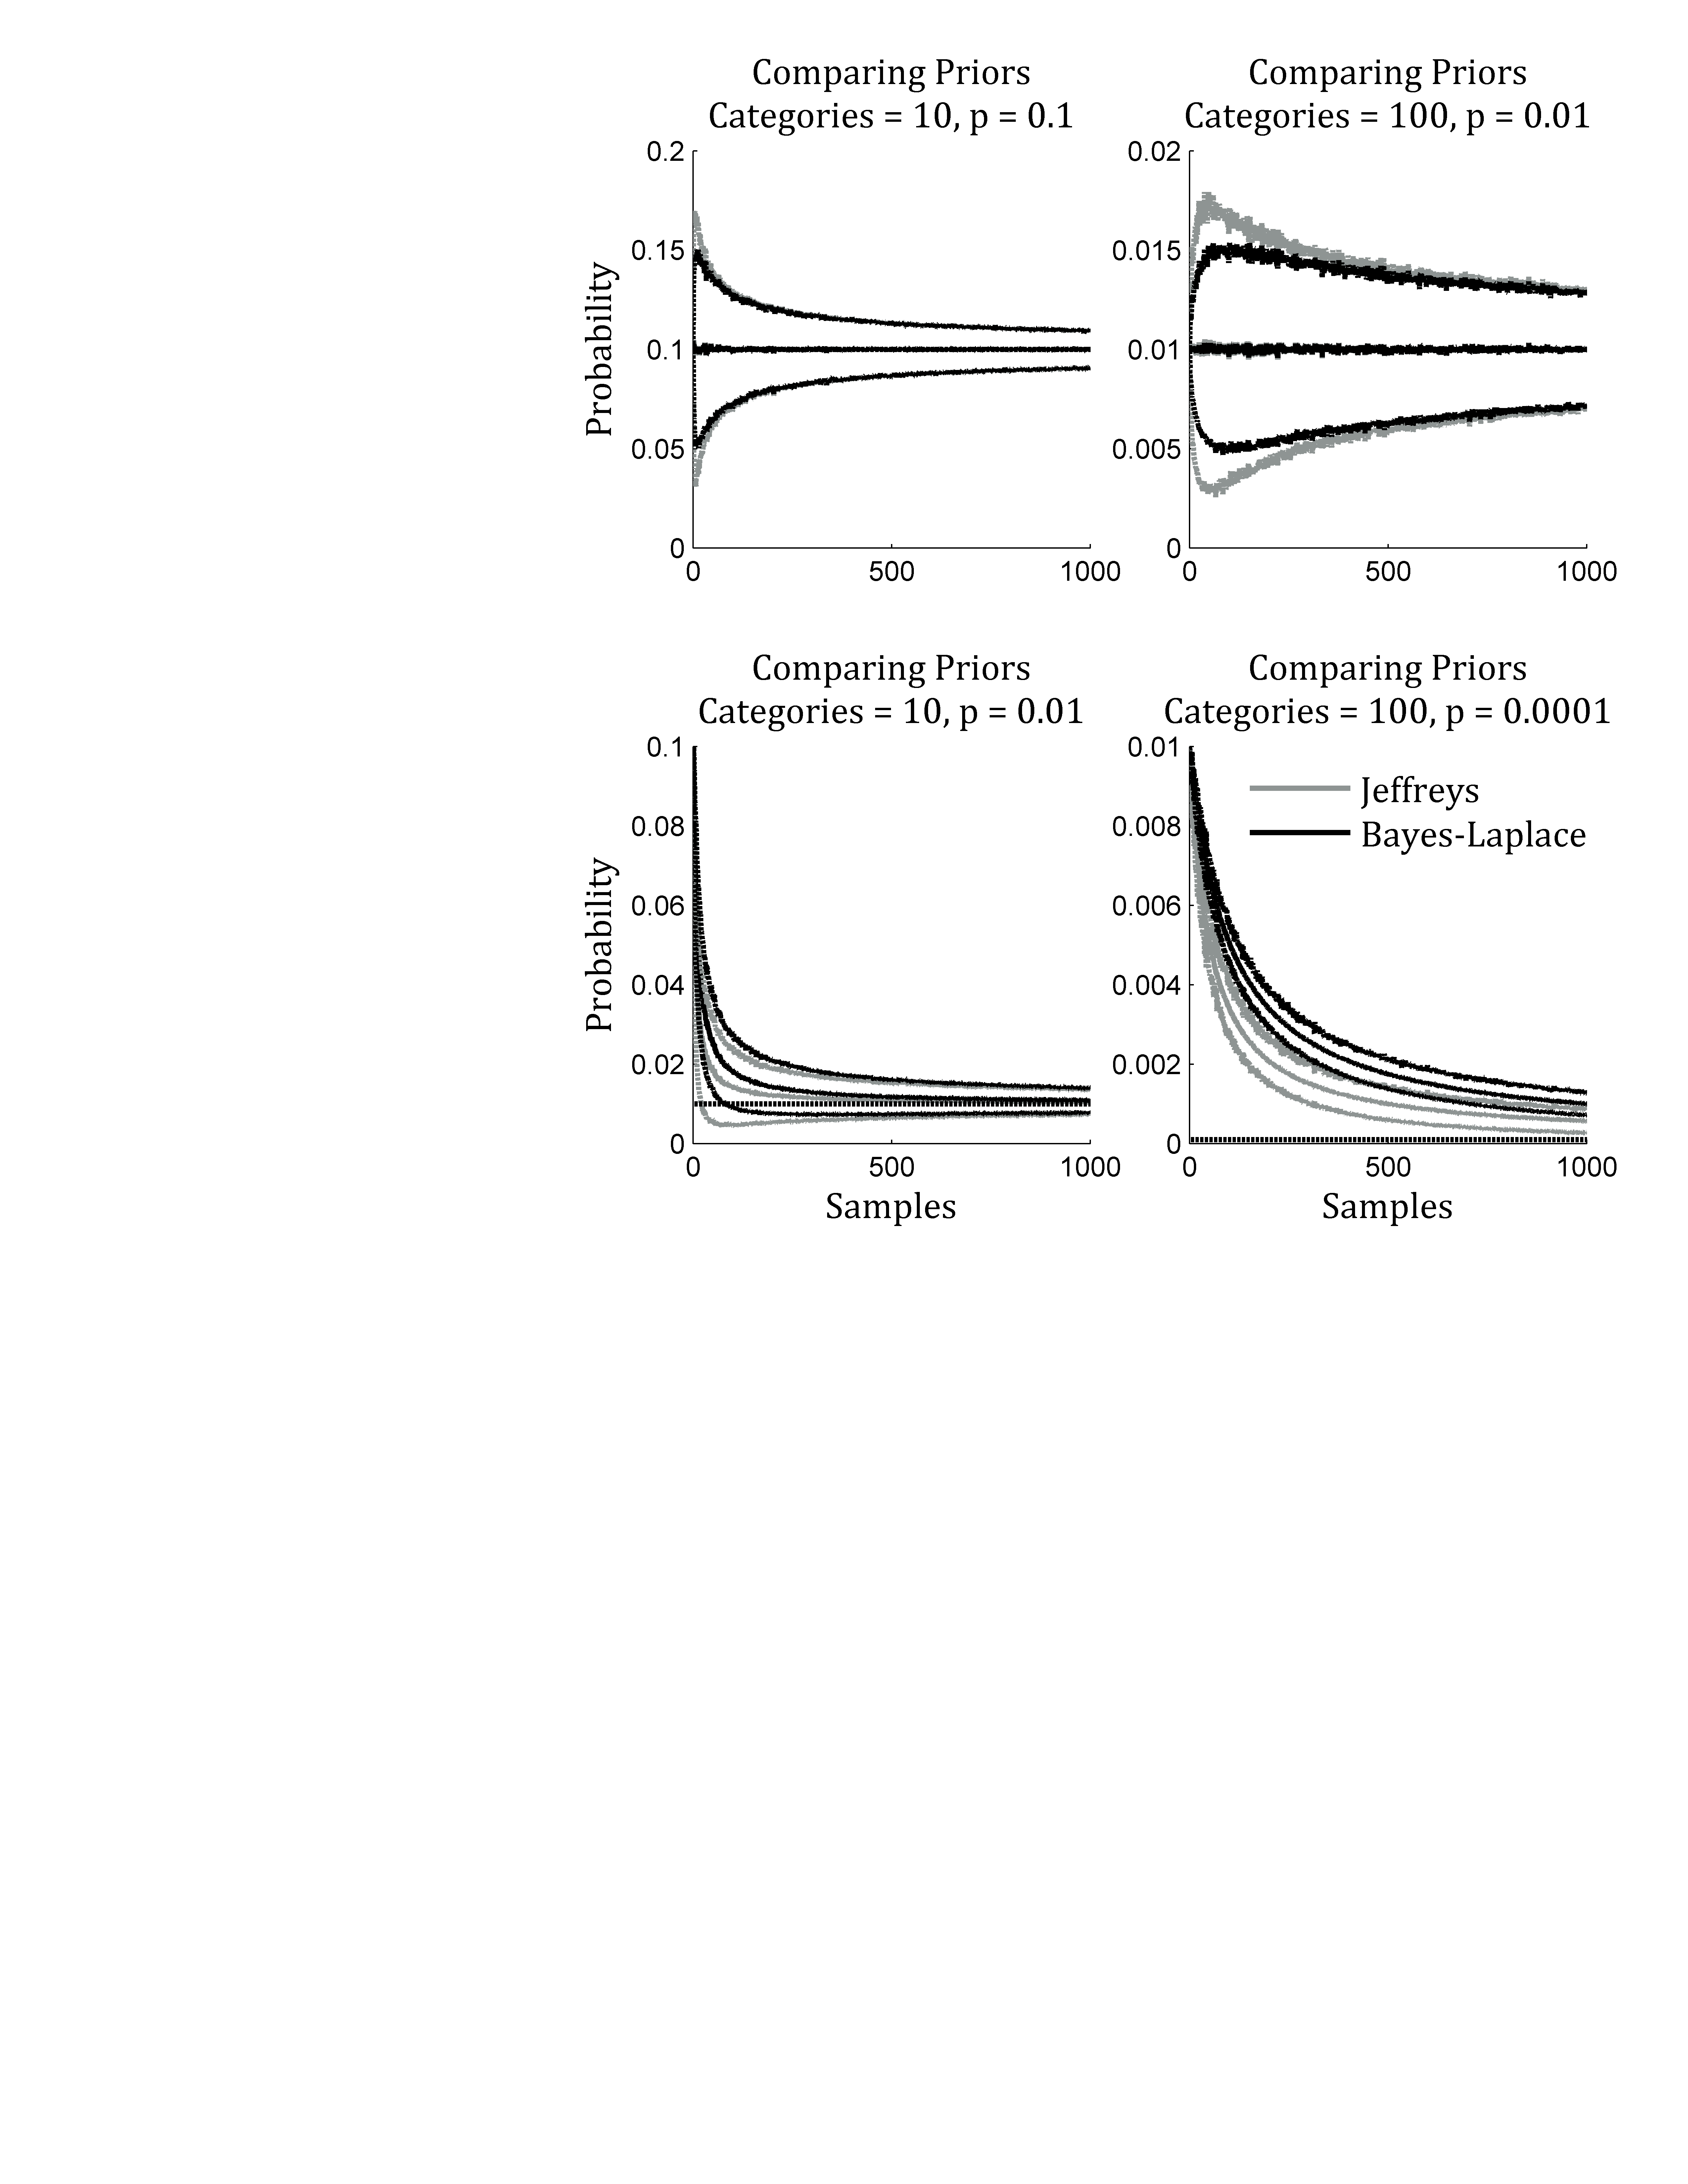 Comparing Priors
Categories = 10, p = 0.1
0.2
0.15
0.1
0.05
0
0
500
1000
Probability
Comparing Priors
Categories = 100, p = 0.01
0.02
0.015
0.01
0.005
0
0
500
1000
Comparing Priors
Categories = 10, p = 0.01
0.1
0.08
0.06
0.04
0.02
0
0
500
1000
Probability
Samples
Comparing Priors
Categories = 100, p = 0.0001
0.01
0.008
0.006
0.004
0.002
0
0
500
1000
Jeffreys
Bayes-Laplace
Samples